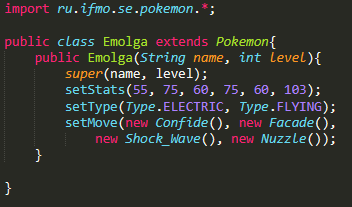 import ru.ifmo.se.pokemon.*;
public class Emolga extends Pokemon{
public Emolga(String name, int level){
super(name, level);
setStats(55, 75, 60, 75, 60, 103);
setType(Type.ELECTRIC, Type.FLYING);
setMove(new Confide(), new Facade(),
new Shock_Wave(), new Nuzzle());
}
}